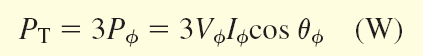 P_T = 3P_ϕ = 3V_ϕI_ϕcos θ_ϕ (W)